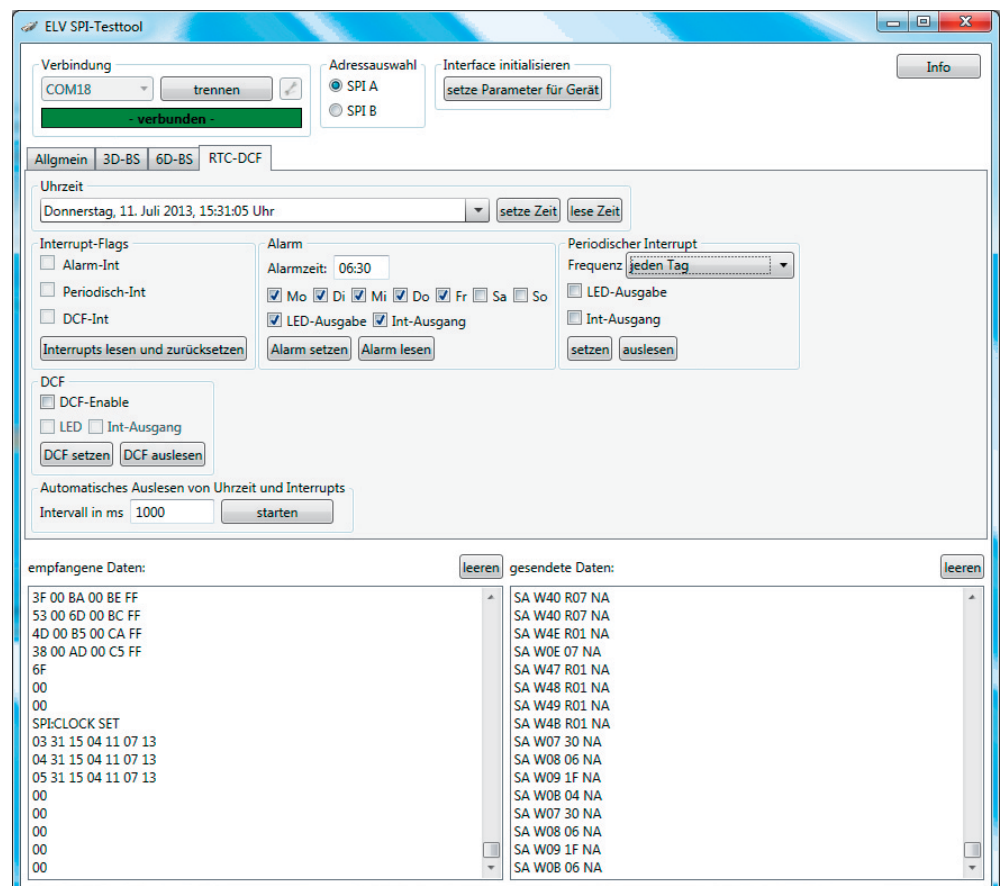 ELV SPI-Testtool
Verbindung
COM18
trennen
- verbunden -
Adressauswahl
SPI A
SPI B
Interface initialisieren
setze Parameter für Gerät
Info
Allgmein
3D-BS
6D-BS
RTC-DCF
Uhrzeit
Donnerstag, 11. Juli 2013, 15:31:05 Uhr
setze Zeit
lese Zeit
Interrupt-Flags
Alarm-Int
Periodisch-Int
DCF-Int
Interrupts lesen und zurücksetzen
Alarm
Alarmzeit: 06:30
Mo Di Mi Do Fr Sa So
LED-Ausgabe Int-Ausgang
Alarm setzen Alarm lesen
Periodischer Interrupt
Frequenz jeden Tag
LED-Ausgabe
Int-Ausgang
setzen auslesen
DCF
DCF-Enable
LED Int-Ausgang
DCF setzen DCF auslesen
Automatisches Auslesen von Uhrzeit und Interrupts
Intervall in ms 1000 starten
empfangene Daten: leeren
3F 00 BA 00 BE FF
53 00 6D 00 BC FF
4D 00 B5 00 CA FF
38 00 AD 00 C5 FF
6F
00
00
SPI:CLOCK SET
03 31 15 04 11 07 13
04 31 15 04 11 07 13
05 31 15 04 11 07 13
00
00
00
00
00
gesendete Daten: leeren
SA W40 R07 NA
SA W40 R07 NA
SA W4E R01 NA
SA W0E 07 NA
SA W47 R01 NA
SA W48 R01 NA
SA W49 R01 NA
SA W4B R01 NA
SA W07 30 NA
SA W08 06 NA
SA W09 1F NA
SA W0B 04 NA
SA W07 30 NA
SA W08 06 NA
SA W09 1F NA
SA W0B 06 NA